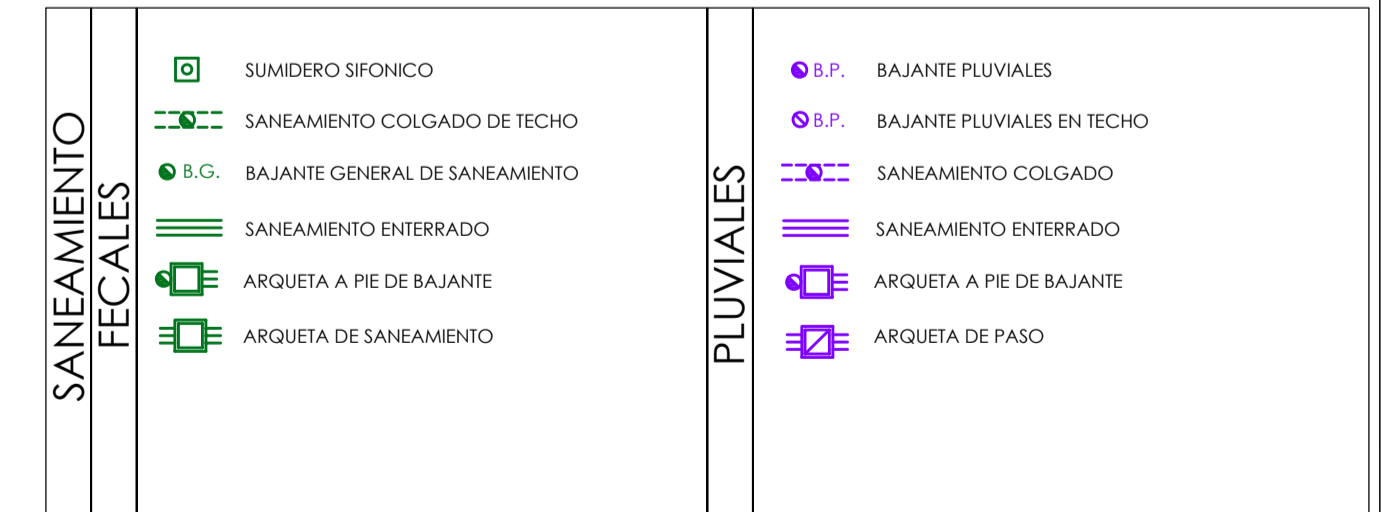 SANEAMIENTO
FECALES
SUMIDERO SIFONICO
SANEAMIENTO COLGADO DE TECHO
B.G. BAJANTE GENERAL DE SANEAMIENTO
SANEAMIENTO ENTERRADO
ARQUETA A PIE DE BAJANTE
ARQUETA DE SANEAMIENTO
PLUVIALES
B.P. BAJANTE PLUVIALES
B.P. BAJANTE PLUVIALES EN TECHO
SANEAMIENTO COLGADO
SANEAMIENTO ENTERRADO
ARQUETA A PIE DE BAJANTE
ARQUETA DE PASO